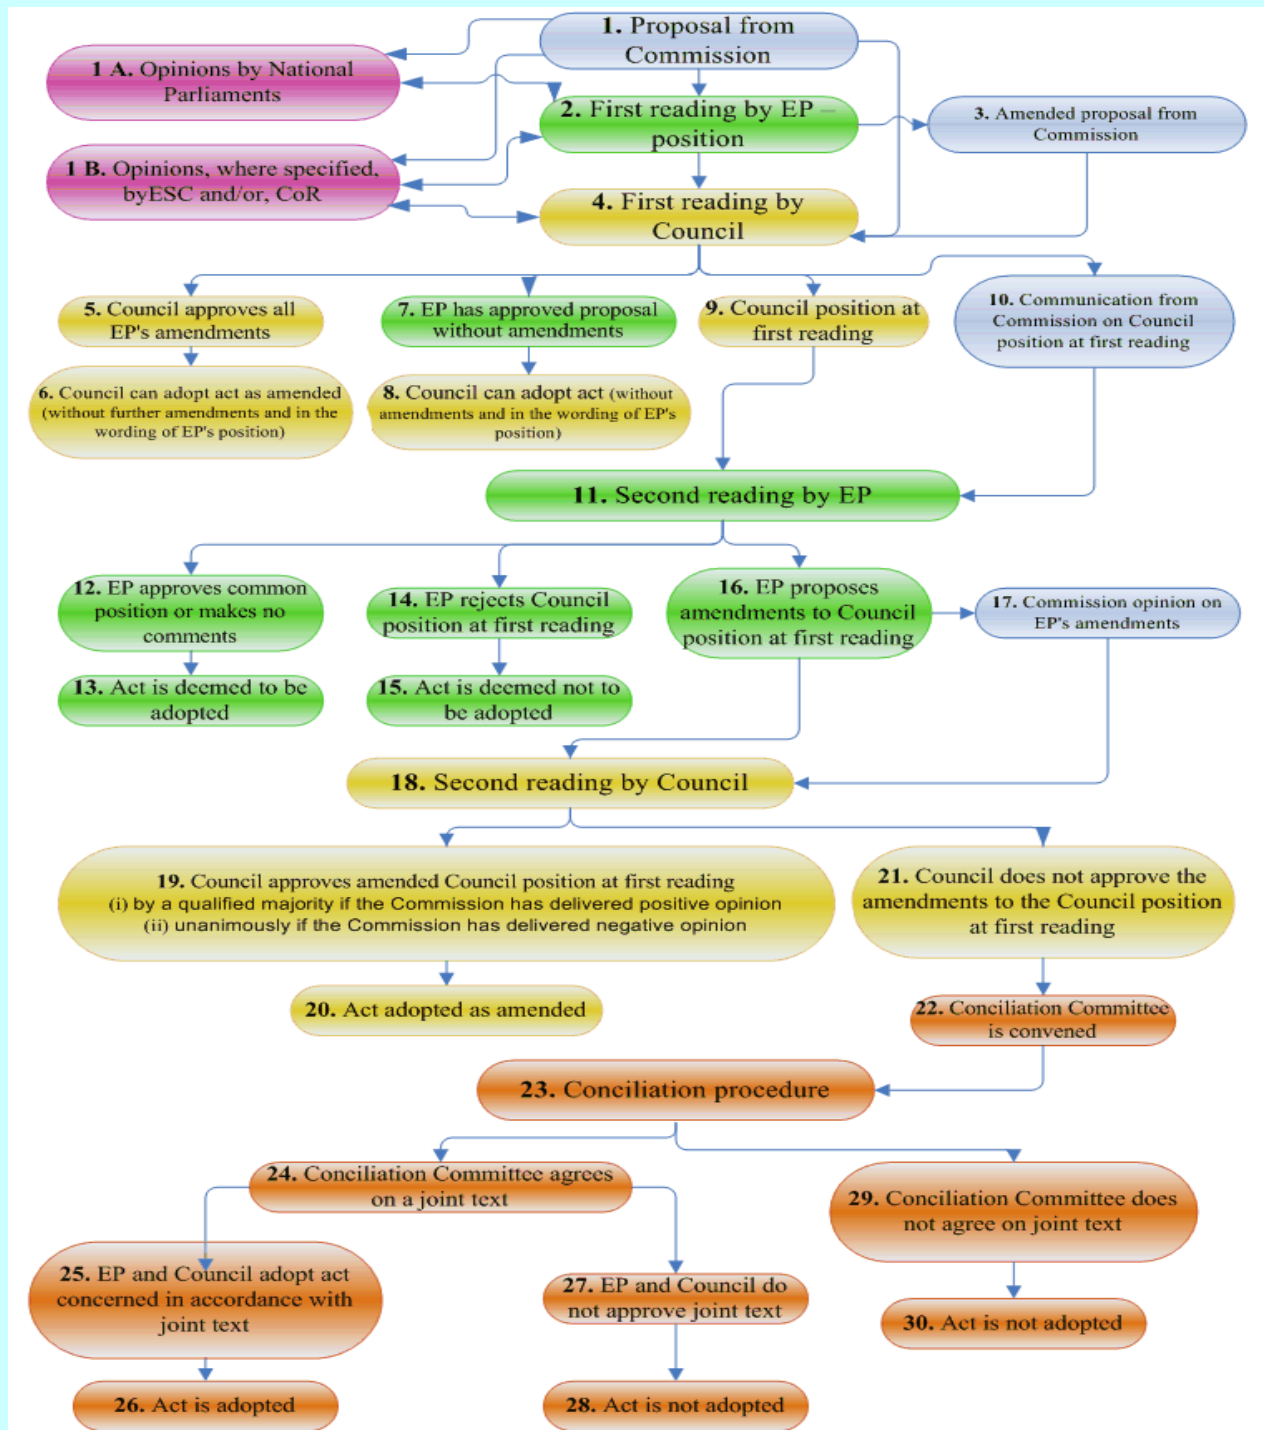 1. Proposal from
Commission
1 A. Opinions by National
Parliaments
2. First reading by EP –
position
3. Amended proposal from
Commission
1 B. Opinions, where specified,
byESC and/or, CoR
4. First reading by
Council
5. Council approves all
EP's amendments
7. EP has approved proposal
without amendments
9. Council position at
first reading
10. Communication from
Commission on Council
position at first reading
6. Council can adopt act as amended
(without further amendments and in the
wording of EP's position)
8. Council can adopt act (without
amendments and in the wording of EP's
position)
11. Second reading by EP
12. EP approves common
position or makes no
comments
14. EP rejects Council
position at first reading
16. EP proposes
amendments to Council
position at first reading
17. Commission opinion on
EP's amendments
13. Act is deemed to be
adopted
15. Act is deemed not to
be adopted
18. Second reading by Council
19. Council approves amended Council position at first reading
(i) by a qualified majority if the Commission has delivered positive opinion
(ii) unanimously if the Commission has delivered negative opinion
21. Council does not approve the
amendments to the Council position
at first reading
20. Act adopted as amended
22. Conciliation Committee
is convened
23. Conciliation procedure
24. Conciliation Committee agrees
on a joint text
29. Conciliation Committee does
not agree on joint text
25. EP and Council adopt act
concerned in accordance with
joint text
27. EP and Council do
not approve joint text
30. Act is not adopted
26. Act is adopted
28. Act is not adopted